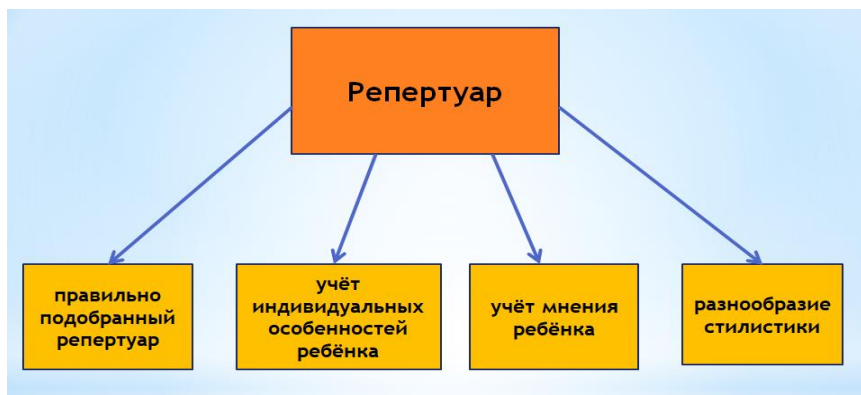 Репертуар
правильно
подобранный
репертуар
учёт
индивидуальных
особенностей
ребёнка
учёт мнения
ребёнка
разнообразие
стилистики